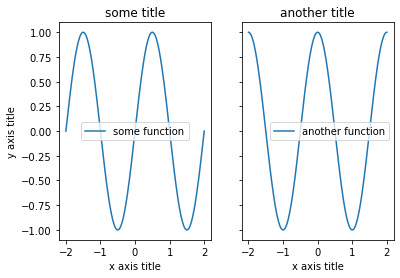 some title
another title
1.00
0.75
0.50
0.25
0.00
−0.25
−0.50
−0.75
−1.00
y axis title
some function
another function
−2 −1 0 1 2
−2 −1 0 1 2
x axis title
x axis title